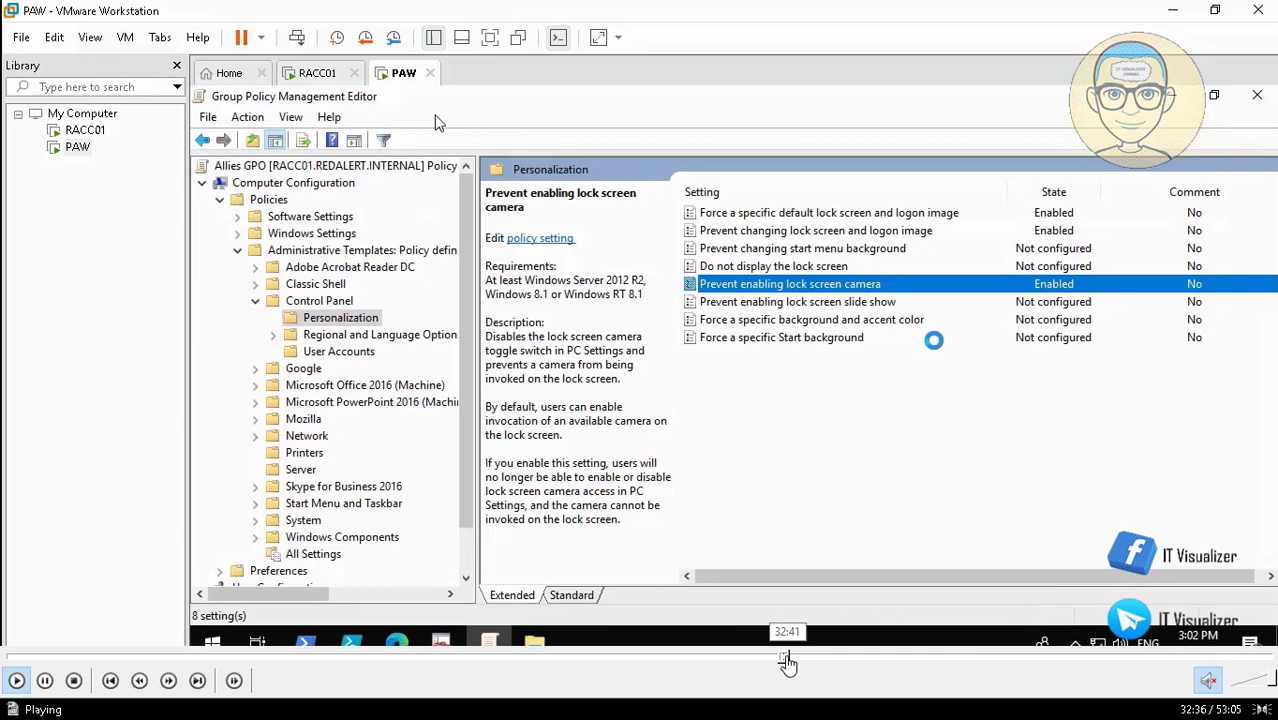 PAW - VMware Workstation
File Edit View VM Tabs Help
Library
Type here to search
My Computer
RACC01
PAW
Home RACC01 PAW
Group Policy Management Editor
File Action View Help
Allies GPO [RACC01.REDALERT.INTERNAL] Policy
Computer Configuration
Policies
Software Settings
Windows Settings
Administrative Templates: Policy defin
Adobe Acrobat Reader DC
Classic Shell
Control Panel
Personalization
Regional and Language Option
User Accounts
Google
Microsoft Office 2016 (Machine)
Microsoft PowerPoint 2016 (Machi
Mozilla
Network
Printers
Server
Skype for Business 2016
Start Menu and Taskbar
System
Windows Components
All Settings
Preferences
Personalization
Prevent enabling lock screen
camera
Edit policy setting
Requirements:
At least Windows Server 2012 R2,
Windows 8.1 or Windows RT 8.1
Description:
Disables the lock screen camera
toggle switch in PC Settings and
prevents a camera from being
invoked on the lock screen.
By default, users can enable
invocation of an available camera on
the lock screen.
If you enable this setting, users will
no longer be able to enable or disable
lock screen camera access in PC
Settings, and the camera cannot be
invoked on the lock screen.
Setting State Comment
Force a specific default lock screen and logon image Enabled No
Prevent changing lock screen and logon image Enabled No
Prevent changing start menu background Not configured No
Do not display the lock screen Not configured No
Prevent enabling lock screen camera Enabled No
Prevent enabling lock screen slide show Not configured No
Force a specific background and accent color Not configured No
Force a specific Start background Not configured No
IT Visualizer
Extended Standard
8 setting(s)
IT Visualizer
32:41
ENG
3:02 PM
Playing
32:36 / 53:05